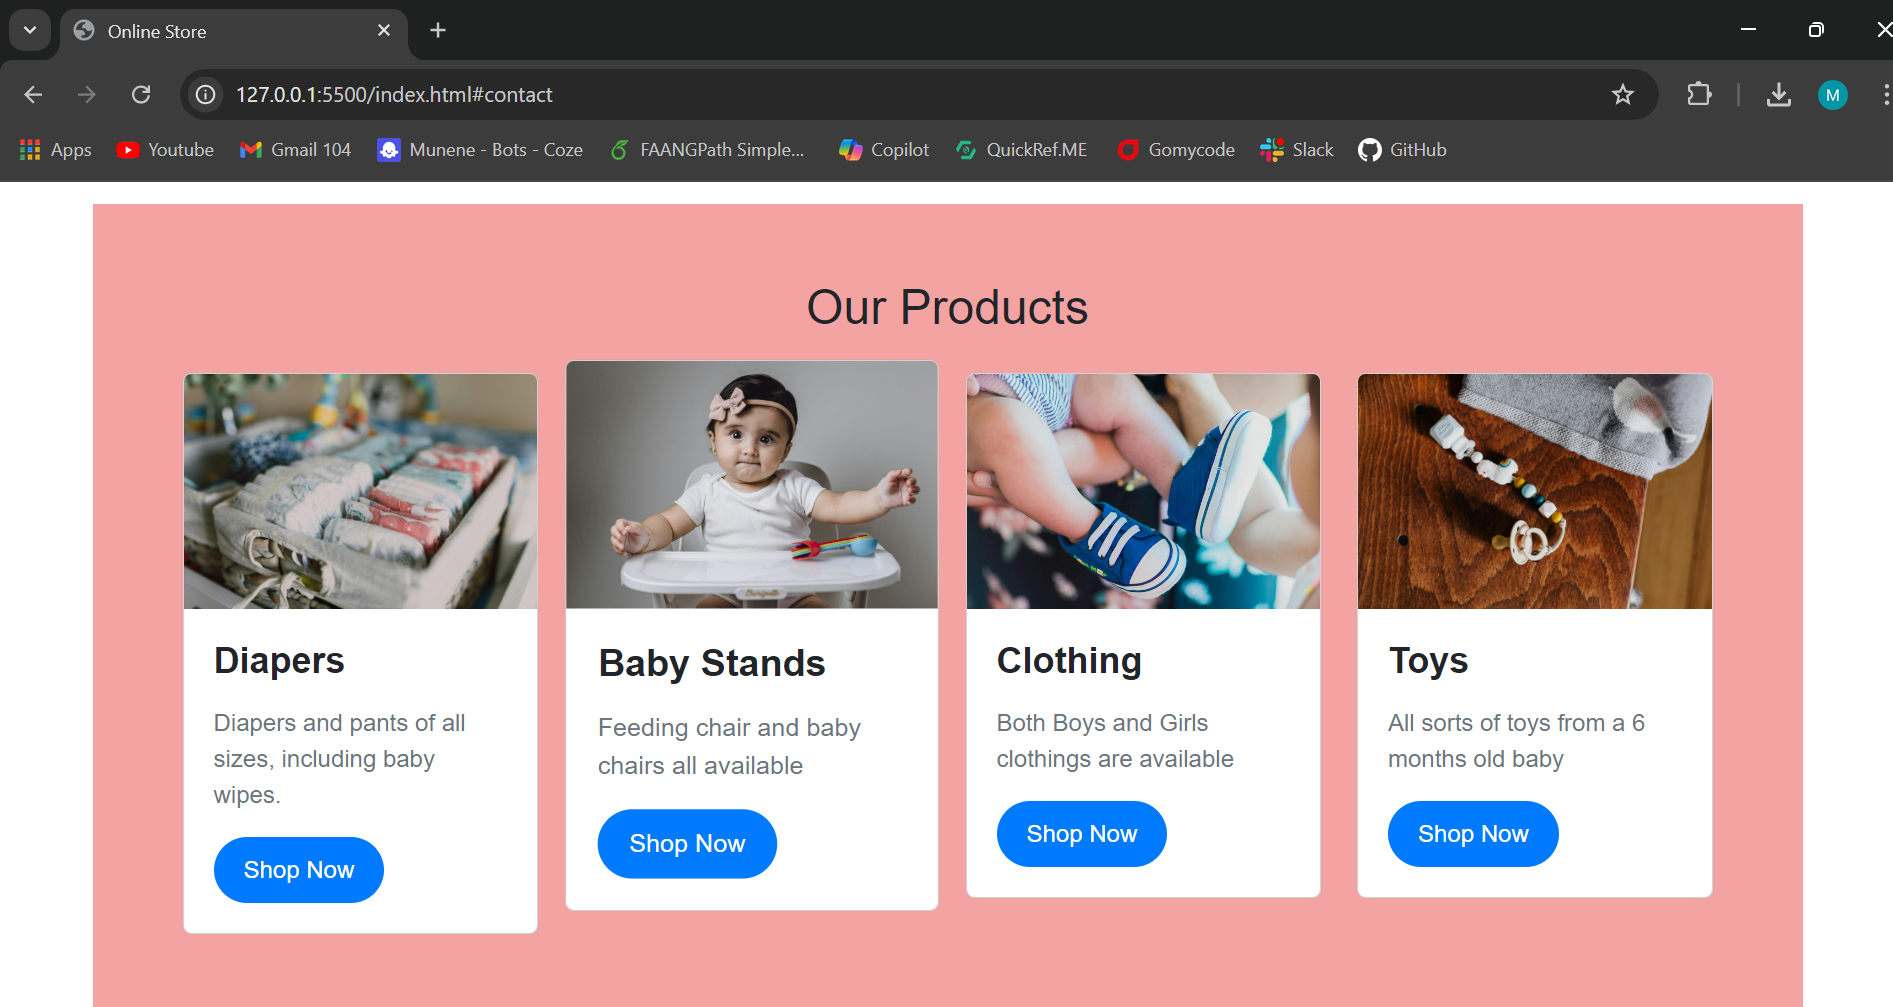 Online Store
127.0.0.1:5500/index.html#contact
M
Apps
Youtube
Gmail 104
Munene - Bots - Coze
FAANGPath Simple...
Copilot
QuickRef.ME
Gomycode
Slack
GitHub
Our Products
Diapers
Diapers and pants of all
sizes, including baby
wipes.
Shop Now
Baby Stands
Feeding chair and baby
chairs all available
Shop Now
Clothing
Both Boys and Girls
clothings are available
Shop Now
Toys
All sorts of toys from a 6
months old baby
Shop Now